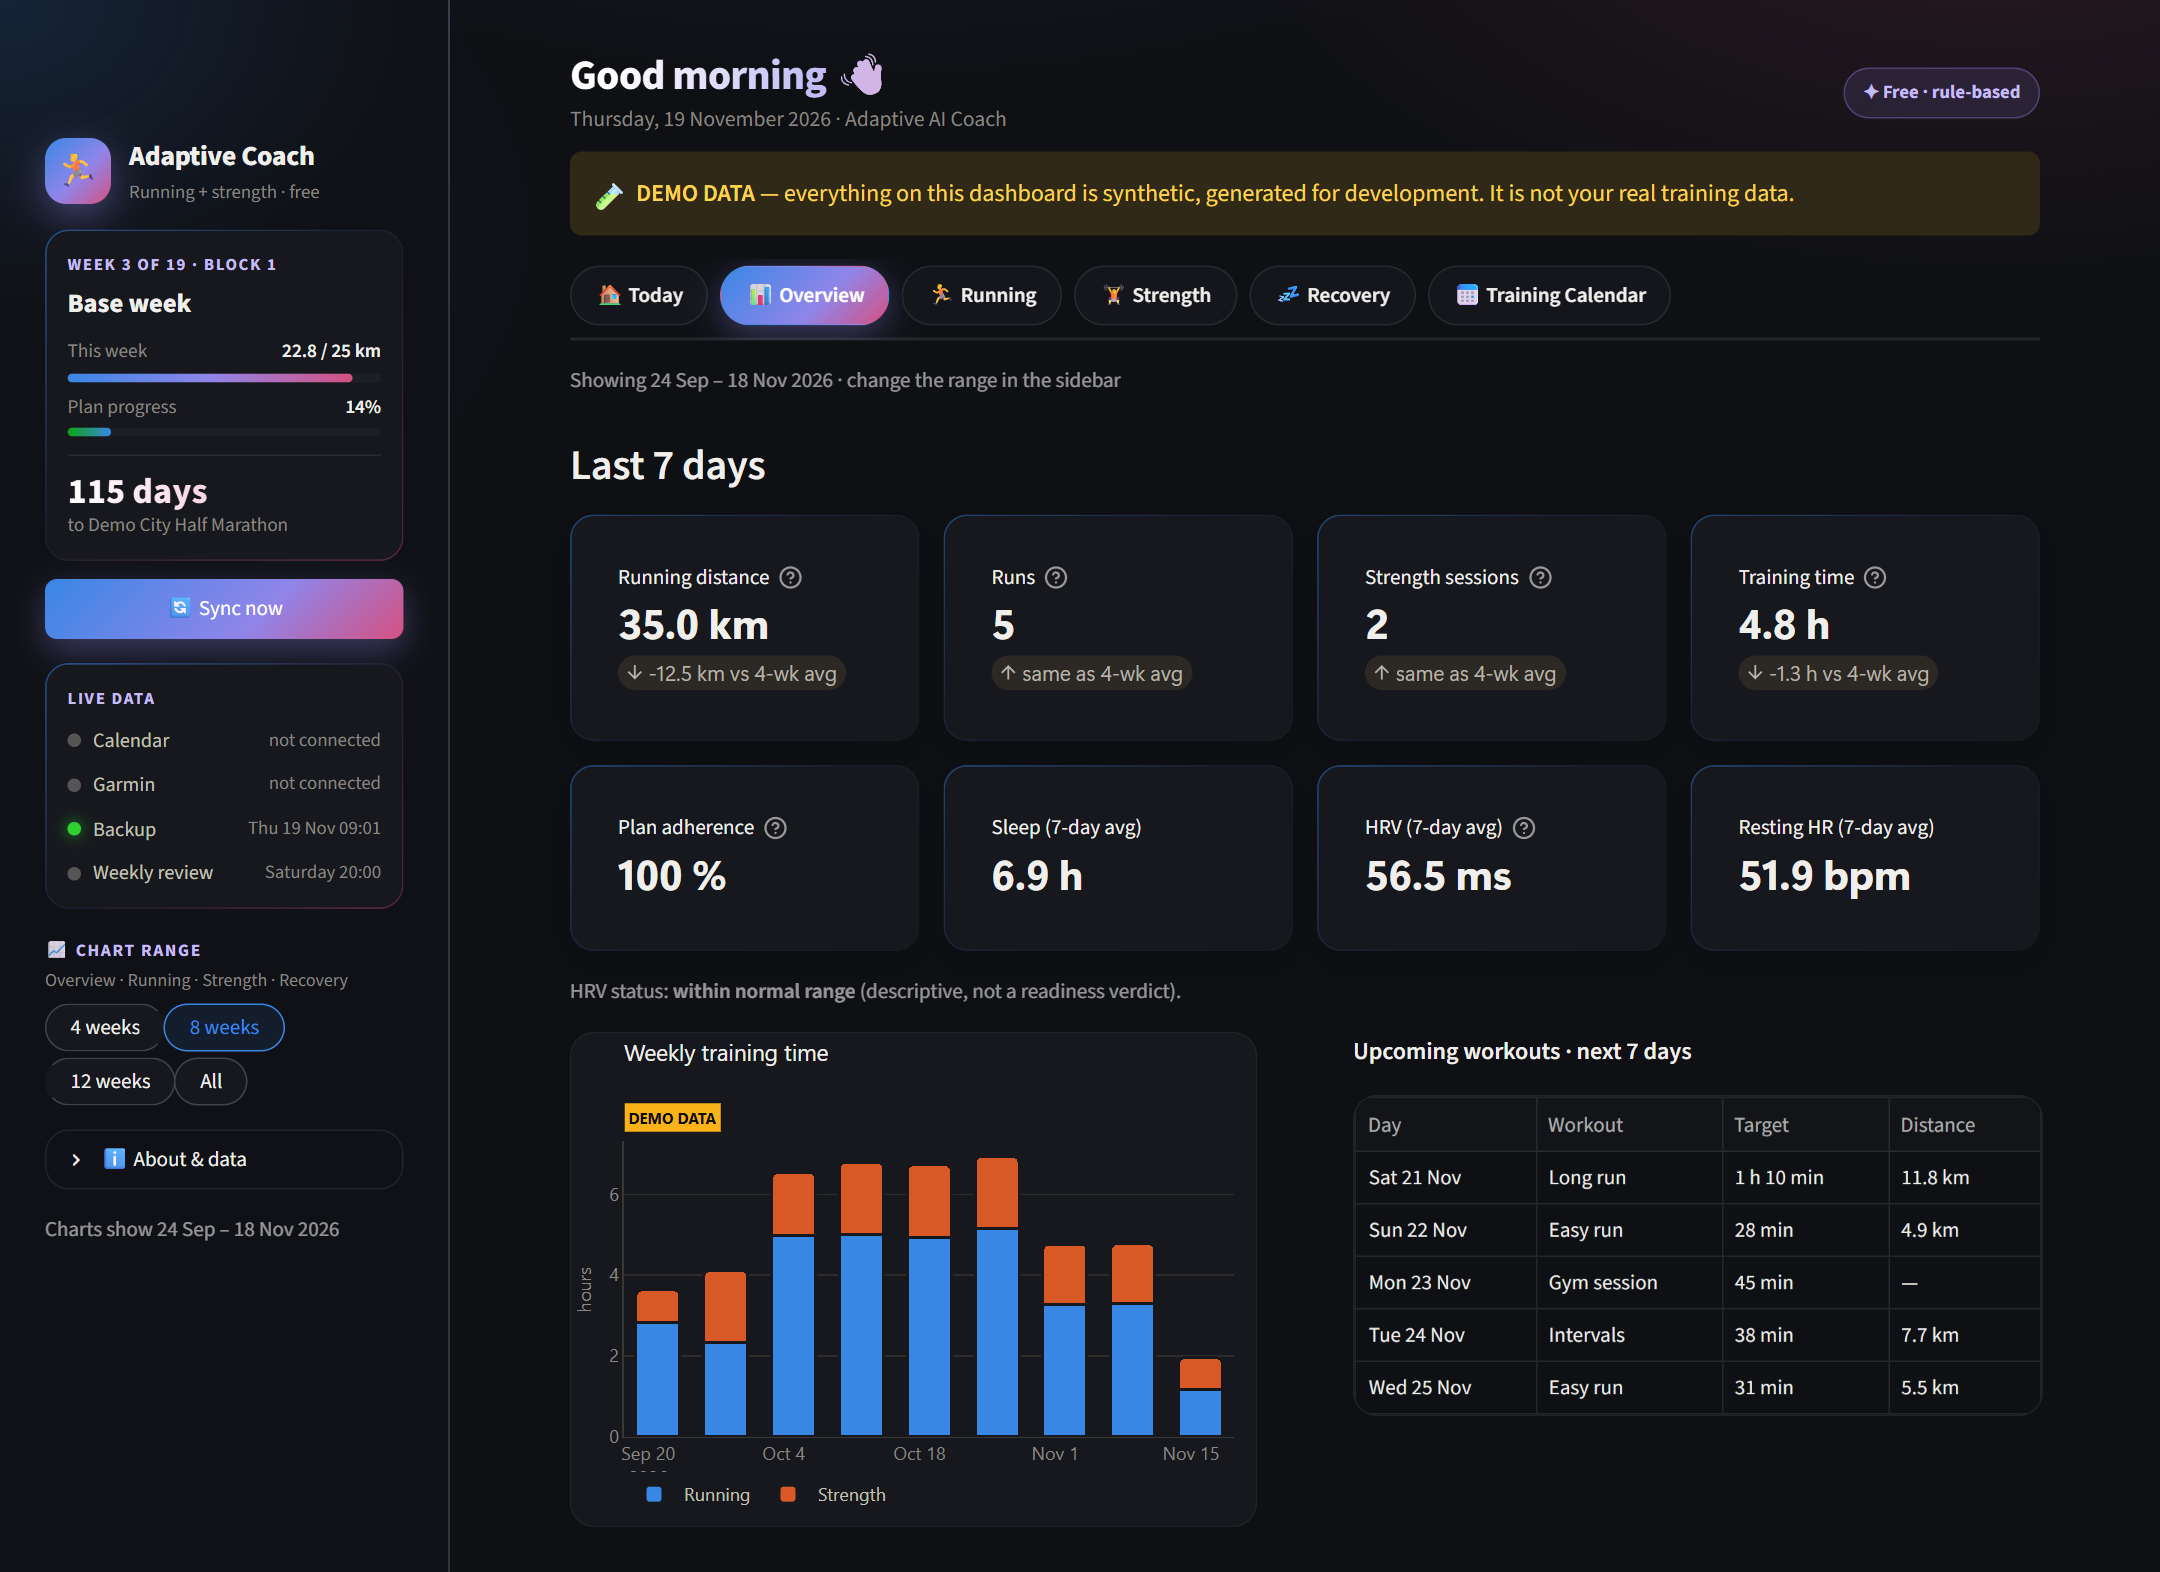 Adaptive Coach
Running + strength · free
WEEK 3 OF 19 · BLOCK 1
Base week
This week 22.8 / 25 km
Plan progress 14%
115 days
to Demo City Half Marathon
Sync now
LIVE DATA
Calendar not connected
Garmin not connected
Backup Thu 19 Nov 09:01
Weekly review Saturday 20:00
CHART RANGE
Overview · Running · Strength · Recovery
4 weeks 8 weeks
12 weeks All
About & data
Charts show 24 Sep – 18 Nov 2026
Good morning
Thursday, 19 November 2026 · Adaptive AI Coach
Free · rule-based
DEMO DATA — everything on this dashboard is synthetic, generated for development. It is not your real training data.
Today Overview Running Strength Recovery Training Calendar
Showing 24 Sep – 18 Nov 2026 · change the range in the sidebar
Last 7 days
Running distance
35.0 km
↓ -12.5 km vs 4-wk avg
Runs
5
↑ same as 4-wk avg
Strength sessions
2
↑ same as 4-wk avg
Training time
4.8 h
↓ -1.3 h vs 4-wk avg
Plan adherence
100 %
Sleep (7-day avg)
6.9 h
HRV (7-day avg)
56.5 ms
Resting HR (7-day avg)
51.9 bpm
HRV status: within normal range (descriptive, not a readiness verdict).
Weekly training time
DEMO DATA
hours
6
4
2
0
Sep 20 Oct 4 Oct 18 Nov 1 Nov 15
Running Strength
Upcoming workouts · next 7 days
Day Workout Target Distance
Sat 21 Nov Long run 1 h 10 min 11.8 km
Sun 22 Nov Easy run 28 min 4.9 km
Mon 23 Nov Gym session 45 min —
Tue 24 Nov Intervals 38 min 7.7 km
Wed 25 Nov Easy run 31 min 5.5 km